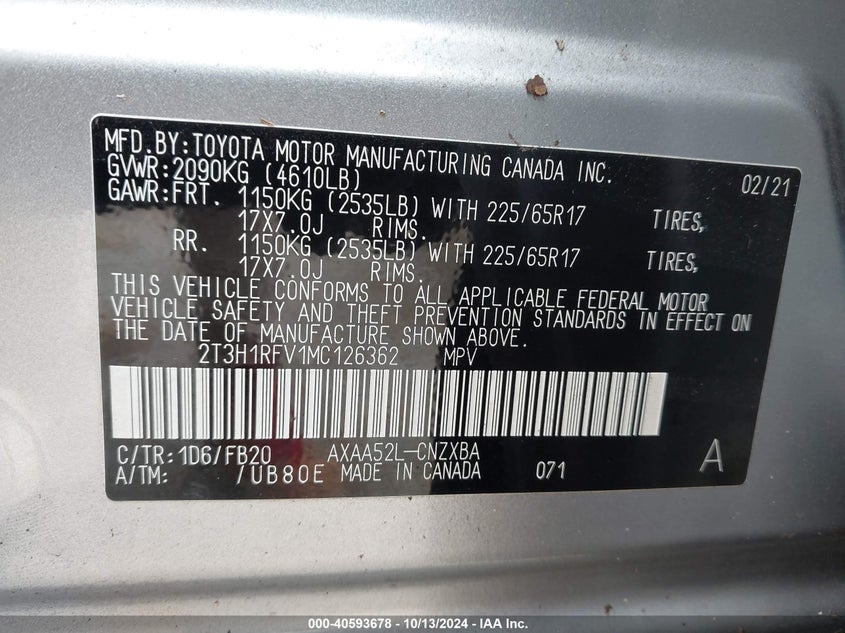 MFD.BY:TOYOTA MOTOR MANUFACTURING CANADA INC.
GVWR:2090KG (4610LB) 02/21
GAWR:FRT. 1150KG (2535LB) WITH 225/65R17 TIRES,
17X7.0J RIMS.
RR. 1150KG (2535LB) WITH 225/65R17 TIRES,
17X7.0J RIMS.
THIS VEHICLE CONFORMS TO ALL APPLICABLE FEDERAL MOTOR
VEHICLE SAFETY AND THEFT PREVENTION STANDARDS IN EFFECT ON
THE DATE OF MANUFACTURE SHOWN ABOVE.
2T3H1RFV1MC126362 MPV
C/TR:1D6/FB20 AXAA52L-CNZXBA
A/TM: /UB80E MADE IN CANADA 071 A
000-40593678 - 10/13/2024 - IAA Inc.